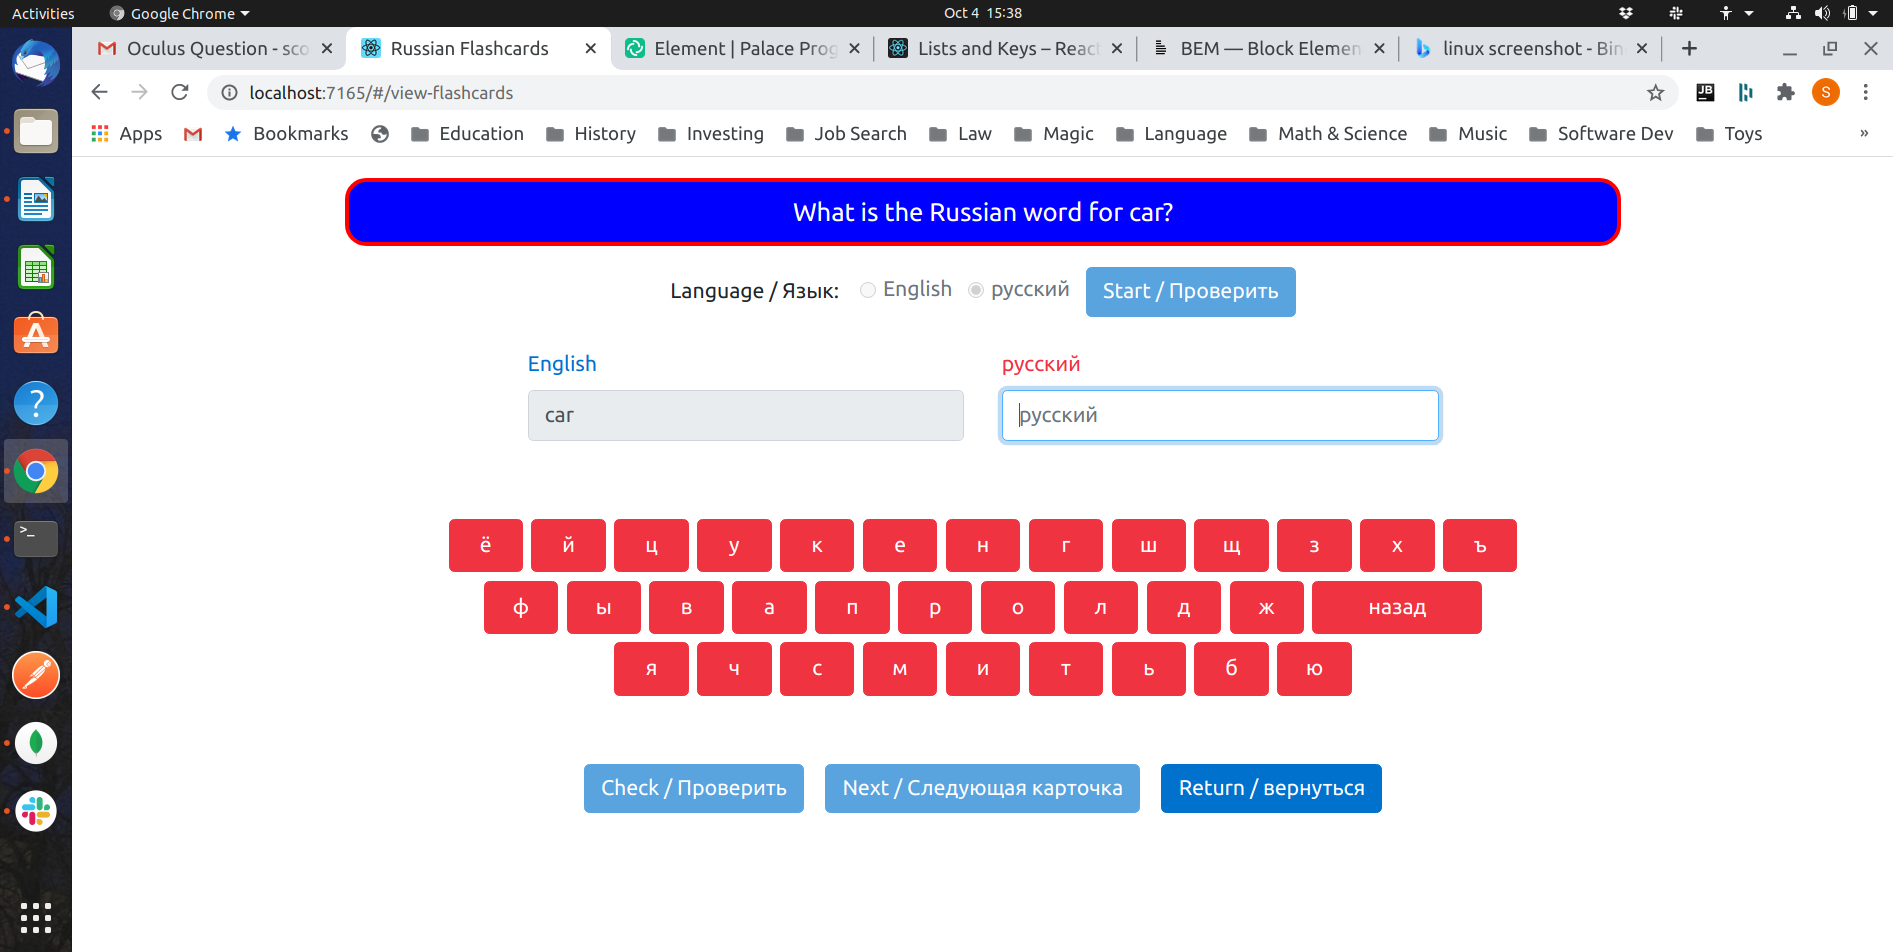 Activities Google Chrome Oct 4 15:38
Oculus Question - sco Russian Flashcards Element | Palace Prog Lists and Keys – Reac BEM — Block Elemen linux screenshot - Bin
localhost:7165/#/view-flashcards JB S
Apps Bookmarks Education History Investing Job Search Law Magic Language Math & Science Music Software Dev Toys »
What is the Russian word for car?
Language / Язык: English русский Start / Проверить
English русский
car русский
ё й ц у к е н г ш щ з х ъ
ф ы в а п р о л д ж назад
я ч с м и т ь б ю
Check / Проверить Next / Следующая карточка Return / вернуться